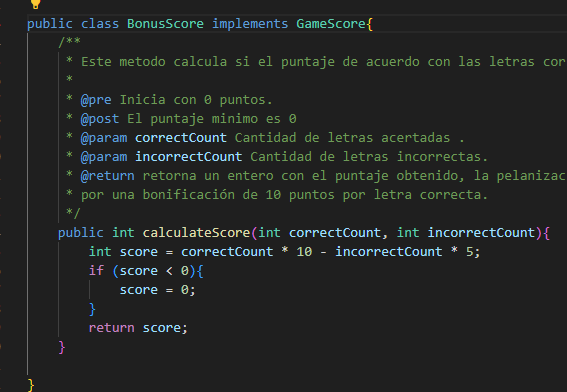 public class BonusScore implements GameScore{
/**
* Este metodo calcula si el puntaje de acuerdo con las letras cor
*
* @pre Inicia con 0 puntos.
* @post El puntaje minimo es 0
* @param correctCount Cantidad de letras acertadas .
* @param incorrectCount Cantidad de letras incorrectas.
* @return retorna un entero con el puntaje obtenido, la pelanizac
* por una bonificación de 10 puntos por letra correcta.
*/
public int calculateScore(int correctCount, int incorrectCount){
int score = correctCount * 10 - incorrectCount * 5;
if (score < 0){
score = 0;
}
return score;
}
}